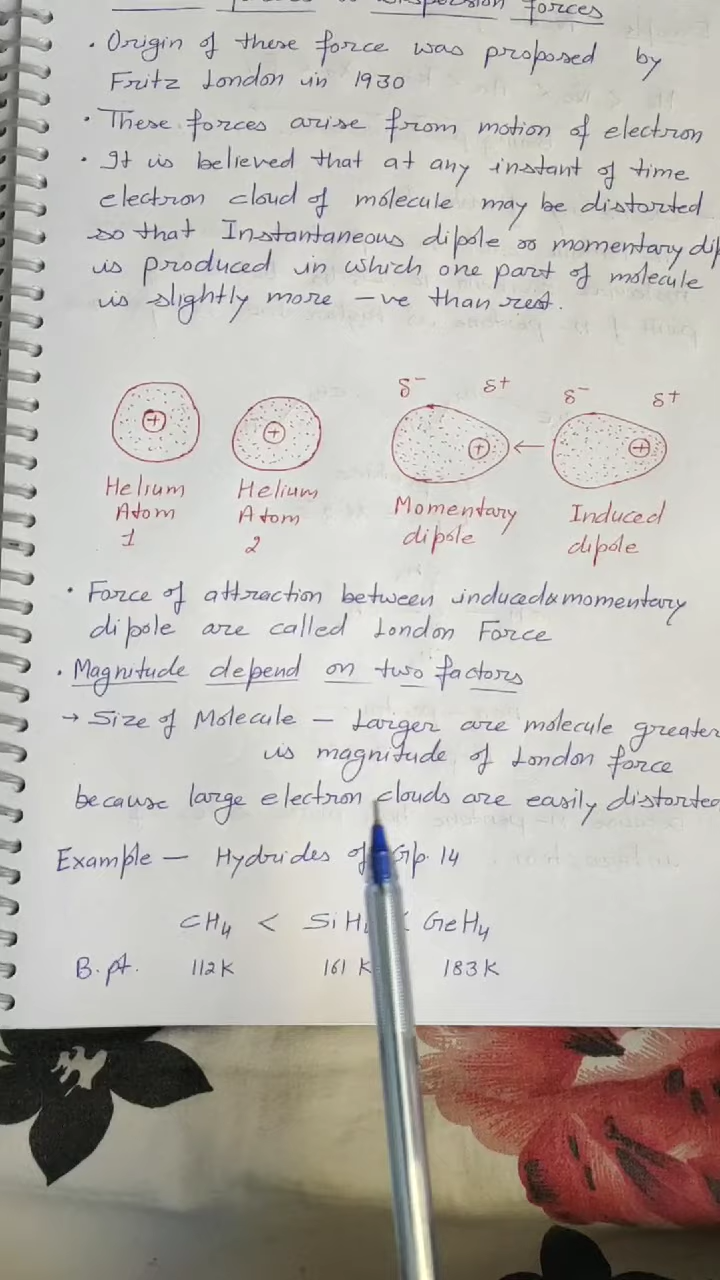 forces
• Origin of these force was proposed by
Fritz London in 1930
• These forces arise from motion of electron
• It is believed that at any instant of time
electron cloud of molecule may be distorted
so that Instantaneous dipole or momentary dip
is produced in which one part of molecule
is slightly more -ve than rest.
δ- δ+ δ- δ+
+ + + ← +
Helium Atom 1
Helium Atom 2
Momentary dipole
Induced dipole
• Force of attraction between induced & momentary
dipole are called London Force
• Magnitude depend on two factors
→ Size of Molecule — Larger are molecule greater
is magnitude of London force
because large electron clouds are easily distorted
Example — Hydrides of Gp. 14
CH4 < SiH < GeH4
B.pt. 112K 161 K 183K